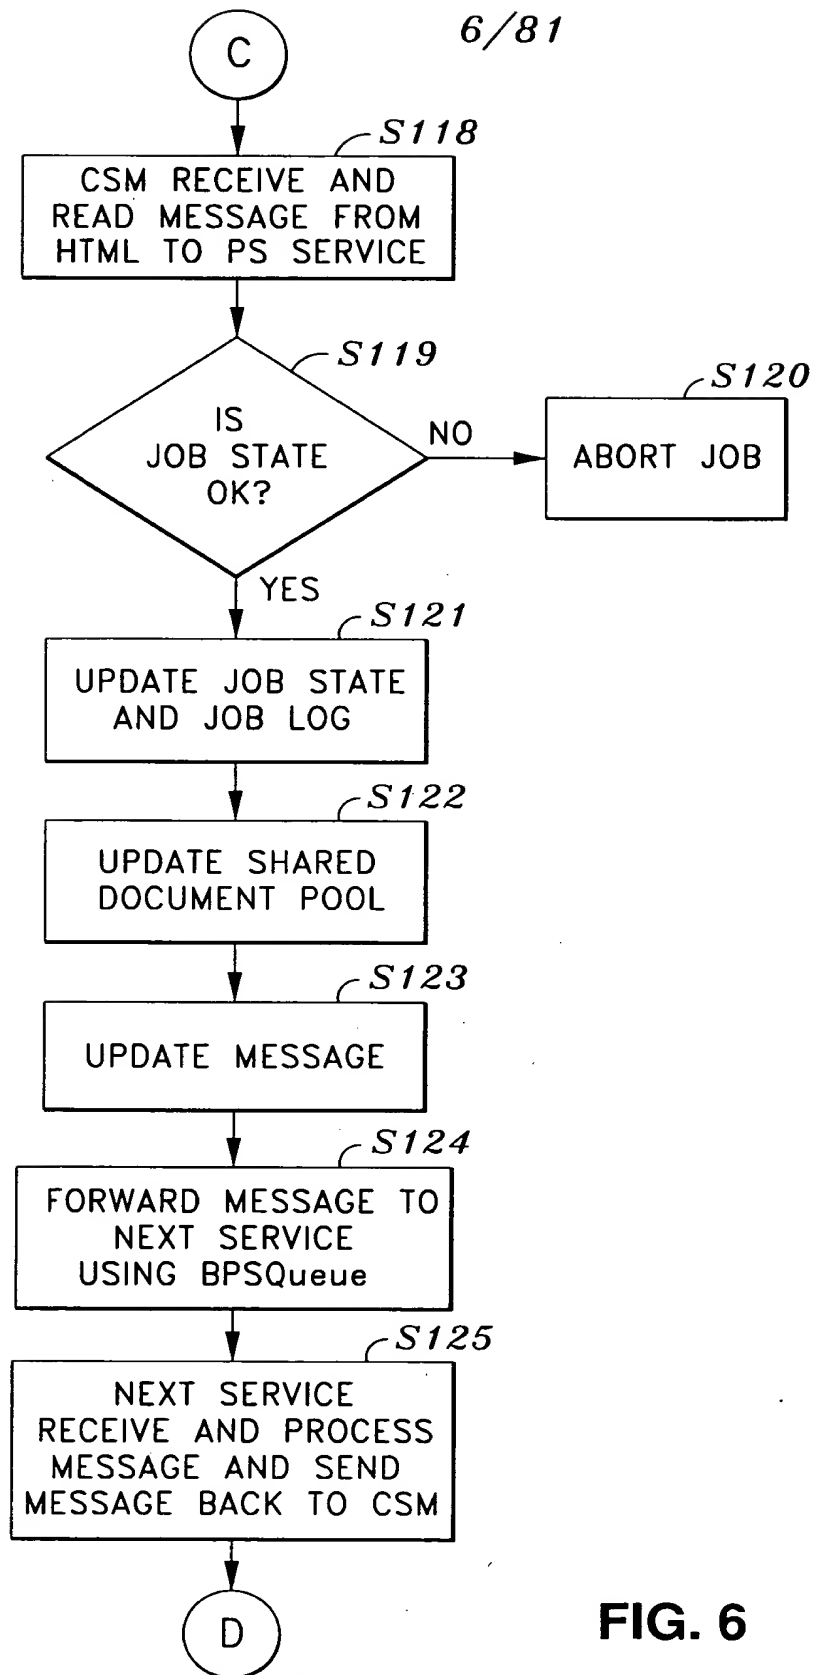 6/81
C
S118
CSM RECEIVE AND
READ MESSAGE FROM
HTML TO PS SERVICE
S119
IS
JOB STATE
OK?
NO
S120
ABORT JOB
YES
S121
UPDATE JOB STATE
AND JOB LOG
S122
UPDATE SHARED
DOCUMENT POOL
S123
UPDATE MESSAGE
S124
FORWARD MESSAGE TO
NEXT SERVICE
USING BPSQueue
S125
NEXT SERVICE
RECEIVE AND PROCESS
MESSAGE AND SEND
MESSAGE BACK TO CSM
D
FIG. 6